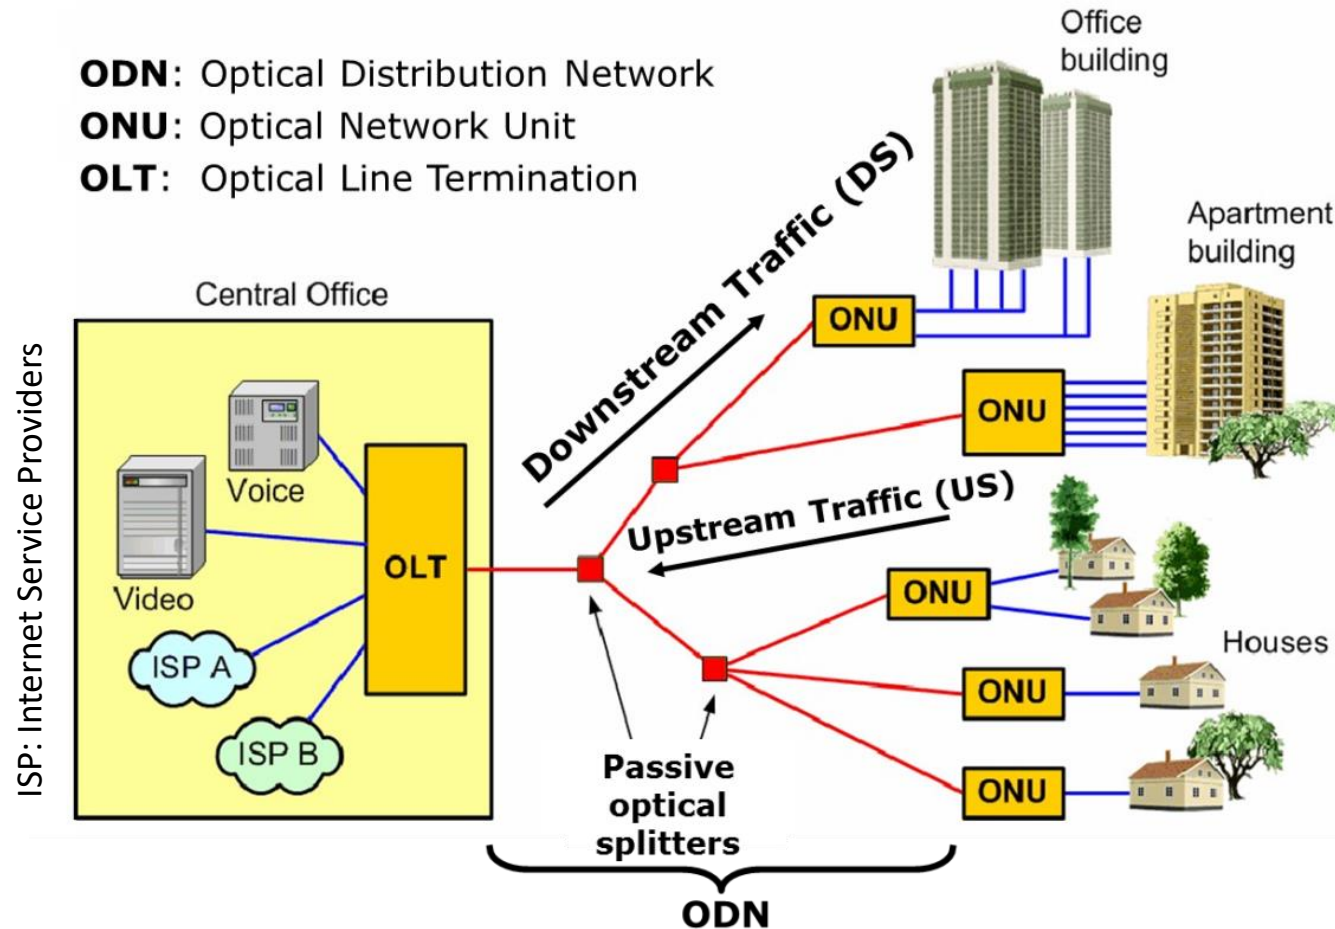 ODN: Optical Distribution Network
ONU: Optical Network Unit
OLT: Optical Line Termination
Office
building
Apartment
building
Downstream Traffic (DS)
Central Office
ISP: Internet Service Providers
Voice
Video
OLT
ISP A
ISP B
ONU
ONU
Upstream Traffic (US)
ONU
Houses
ONU
ONU
Passive
optical
splitters
ODN